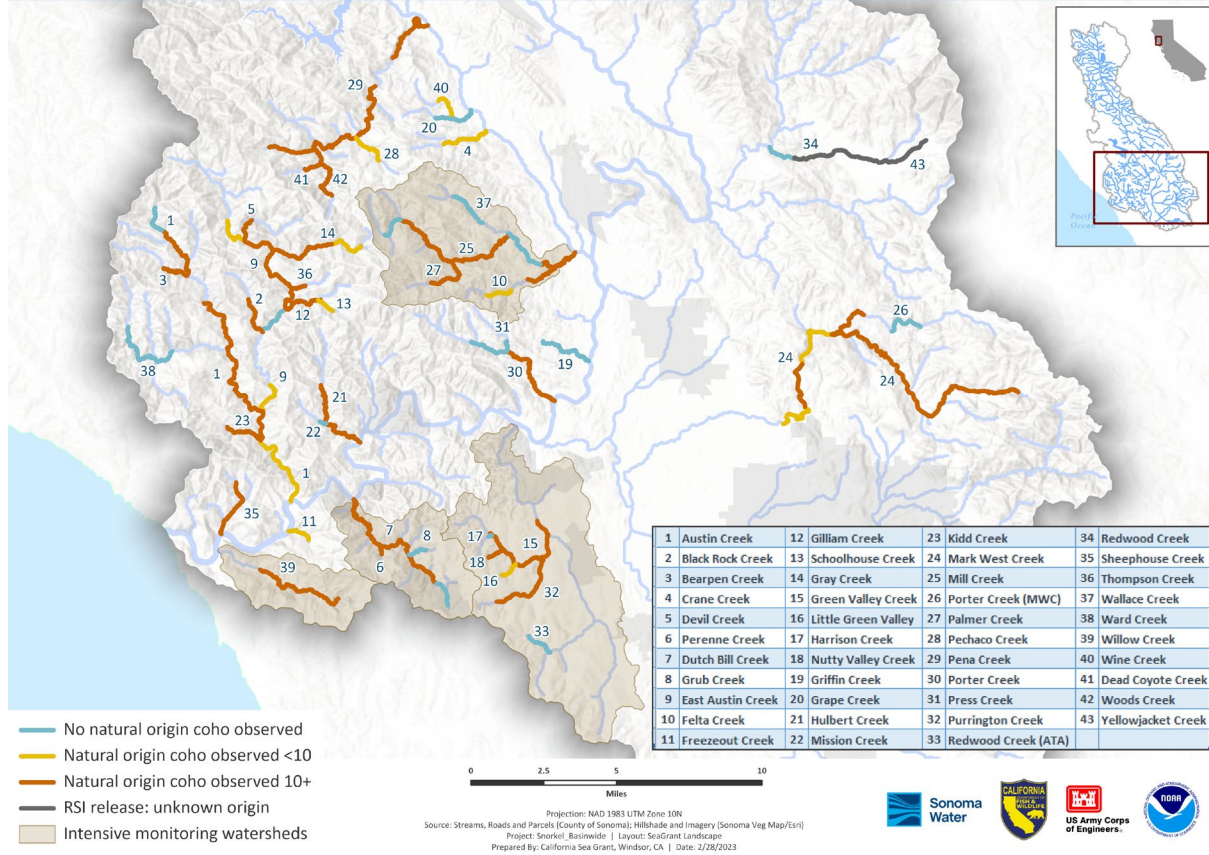 Pacific
Ocean
29
40
20
4
28
41
42
34
43
37
1
5
14
25
3
9
36
27
10
2
12
13
31
26
38
30
19
24
1
9
21
24
23
22
1
35
11
7
8
17
15
6
18
16
39
32
33
1 Austin Creek 12 Gilliam Creek 23 Kidd Creek 34 Redwood Creek
2 Black Rock Creek 13 Schoolhouse Creek 24 Mark West Creek 35 Sheephouse Creek
3 Bearpen Creek 14 Gray Creek 25 Mill Creek 36 Thompson Creek
4 Crane Creek 15 Green Valley Creek 26 Porter Creek (MWC) 37 Wallace Creek
5 Devil Creek 16 Little Green Valley 27 Palmer Creek 38 Ward Creek
6 Perenne Creek 17 Harrison Creek 28 Pechaco Creek 39 Willow Creek
7 Dutch Bill Creek 18 Nutty Valley Creek 29 Pena Creek 40 Wine Creek
8 Grub Creek 19 Griffin Creek 30 Porter Creek 41 Dead Coyote Creek
9 East Austin Creek 20 Grape Creek 31 Press Creek 42 Woods Creek
10 Felta Creek 21 Hulbert Creek 32 Purrington Creek 43 Yellowjacket Creek
11 Freezeout Creek 22 Mission Creek 33 Redwood Creek (ATA)
No natural origin coho observed
Natural origin coho observed <10
Natural origin coho observed 10+
RSI release: unknown origin
Intensive monitoring watersheds
0 2.5 5 10
Miles
Projection: NAD 1983 UTM Zone 10N
Source: Streams, Roads and Parcels (County of Sonoma); Hillshade and Imagery (Sonoma Veg Map/Esri)
Project: Snorkel_Basinwide | Layout: SeaGrant Landscape
Prepared By: California Sea Grant, Windsor, CA | Date: 2/28/2023
Sonoma
Water
CALIFORNIA
FISH &
WILDLIFE
US Army Corps
of Engineers®
NOAA